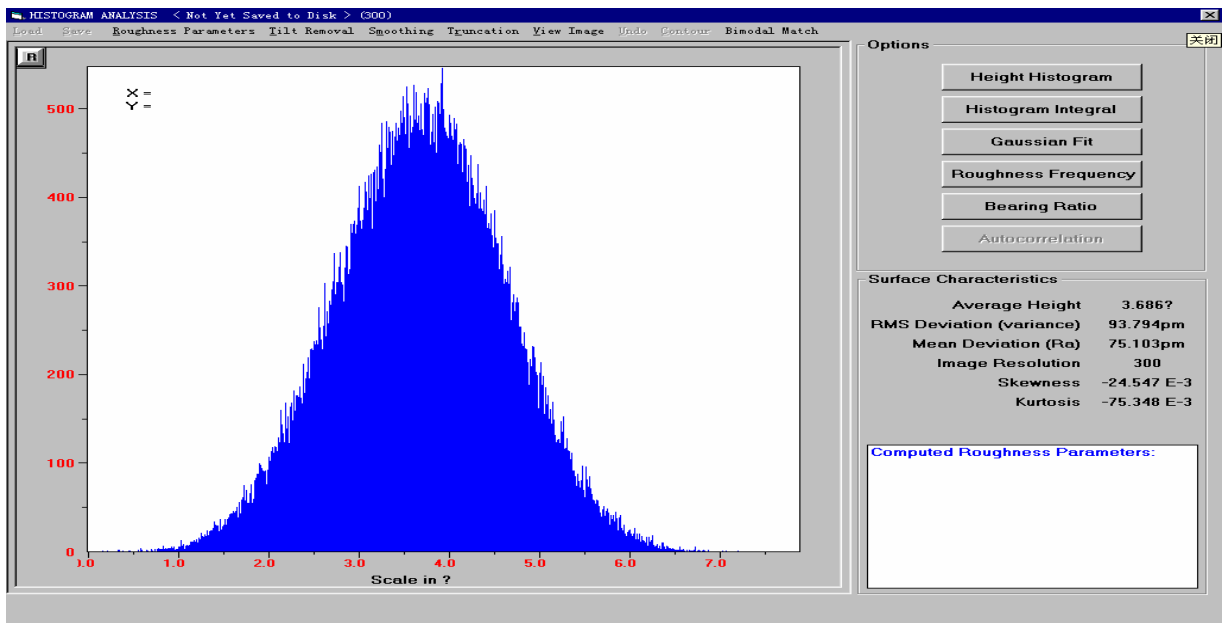 HISTOGRAM ANALYSIS < Not Yet Saved to Disk > (300)
Load Save Roughness Parameters Tilt Removal Smoothing Truncation View Image Undo Contour Bimodal Match
关闭
R
X =
Y =
500
400
300
200
100
0
).0 1.0 2.0 3.0 4.0 5.0 6.0 7.0
Scale in ?
Options
Height Histogram
Histogram Integral
Gaussian Fit
Roughness Frequency
Bearing Ratio
Autocorrelation
Surface Characteristics
Average Height 3.686?
RMS Deviation (variance) 93.794pm
Mean Deviation (Ra) 75.103pm
Image Resolution 300
Skewness -24.547 E-3
Kurtosis -75.348 E-3
Computed Roughness Parameters: